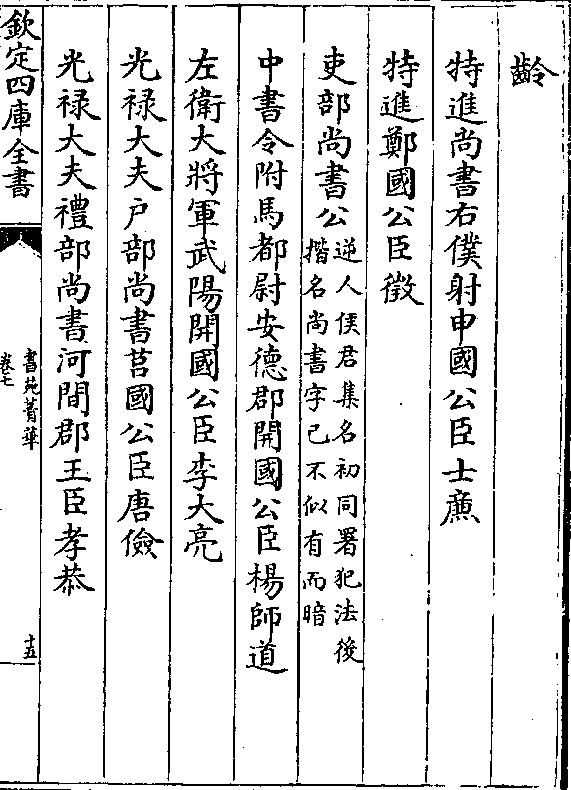 齡
特進尚書右僕射申國公臣士廉
特進鄭國公臣徵
吏部尚書公逆人侯君集名初同署犯法後
揩名尚書字已不似有而暗
中書令附馬都尉安德郡開國公臣楊師道
左衛大將軍武陽開國公臣李大亮
光禄大夫户部尚書莒國公臣唐儉
光禄大夫禮部尚書河間郡王臣孝恭
欽定四庫全書
書苑菁華
卷七
十五